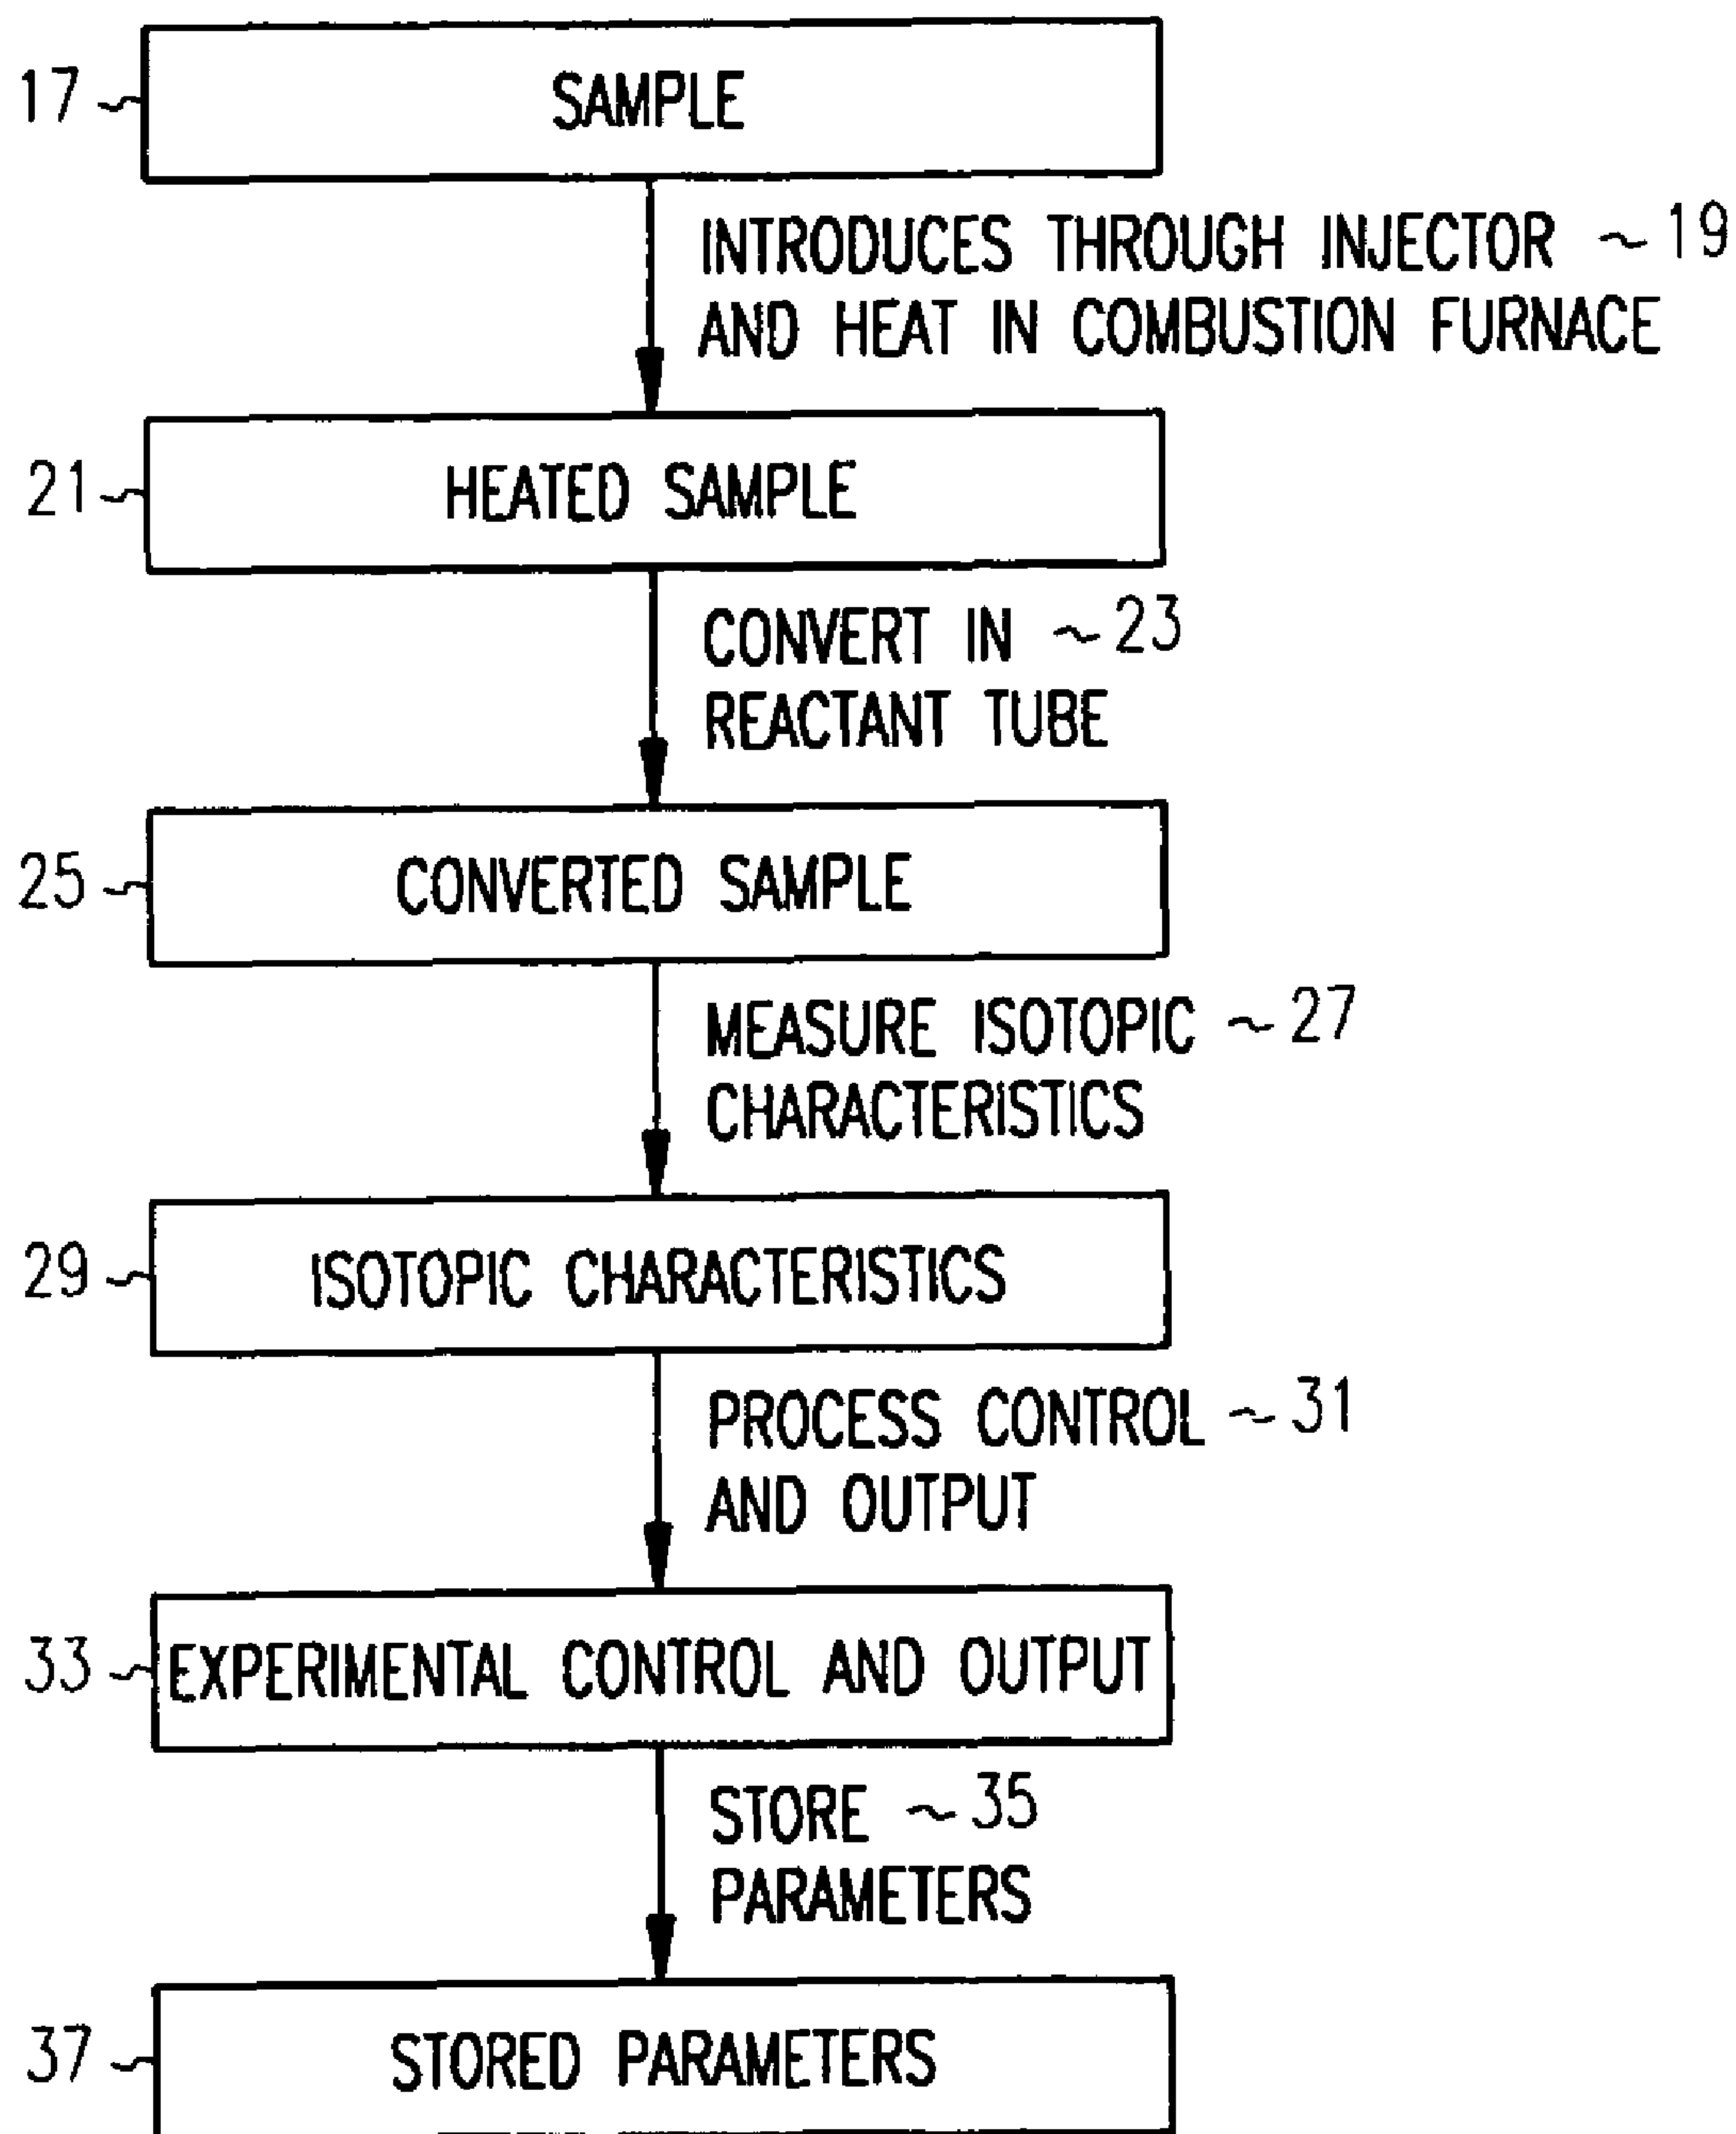 17 SAMPLE
INTRODUCES THROUGH INJECTOR ~19
AND HEAT IN COMBUSTION FURNACE
21 HEATED SAMPLE
CONVERT IN ~23
REACTANT TUBE
25 CONVERTED SAMPLE
MEASURE ISOTOPIC ~27
CHARACTERISTICS
29 ISOTOPIC CHARACTERISTICS
PROCESS CONTROL ~31
AND OUTPUT
33 EXPERIMENTAL CONTROL AND OUTPUT
STORE ~35
PARAMETERS
37 STORED PARAMETERS